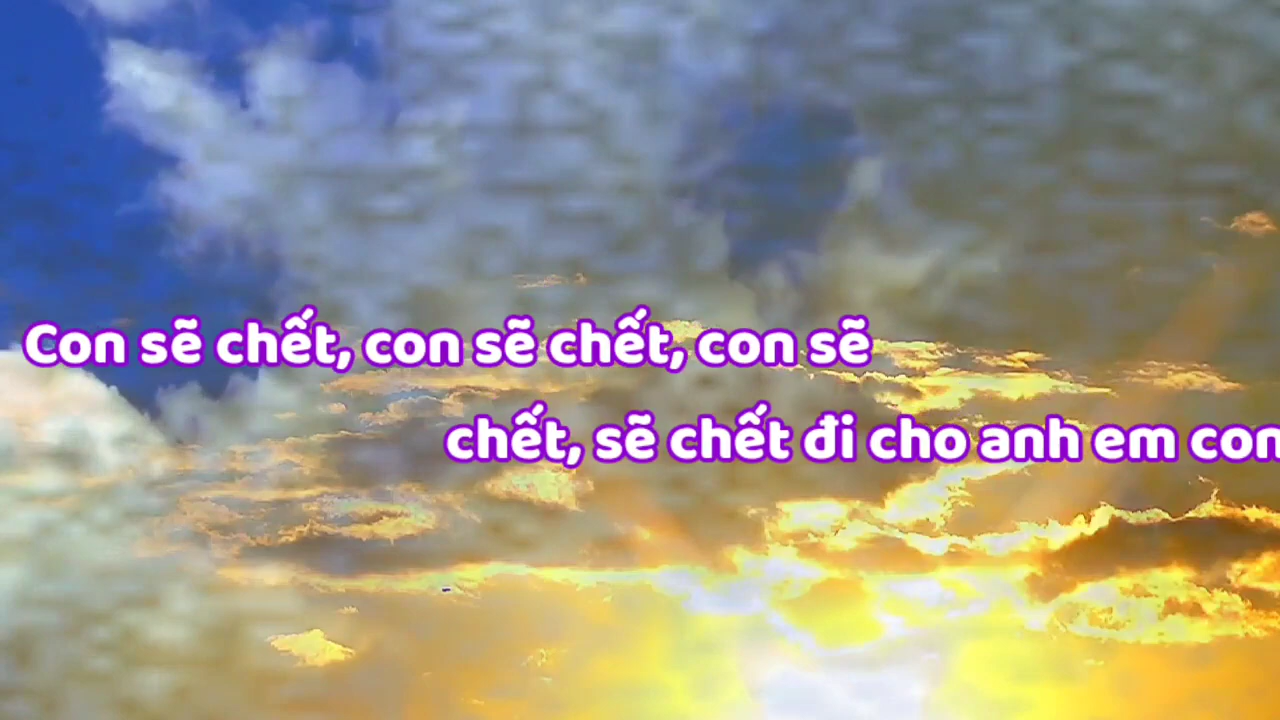 Con sẽ chết, con sẽ chết, con sẽ
chết, sẽ chết đi cho anh em con